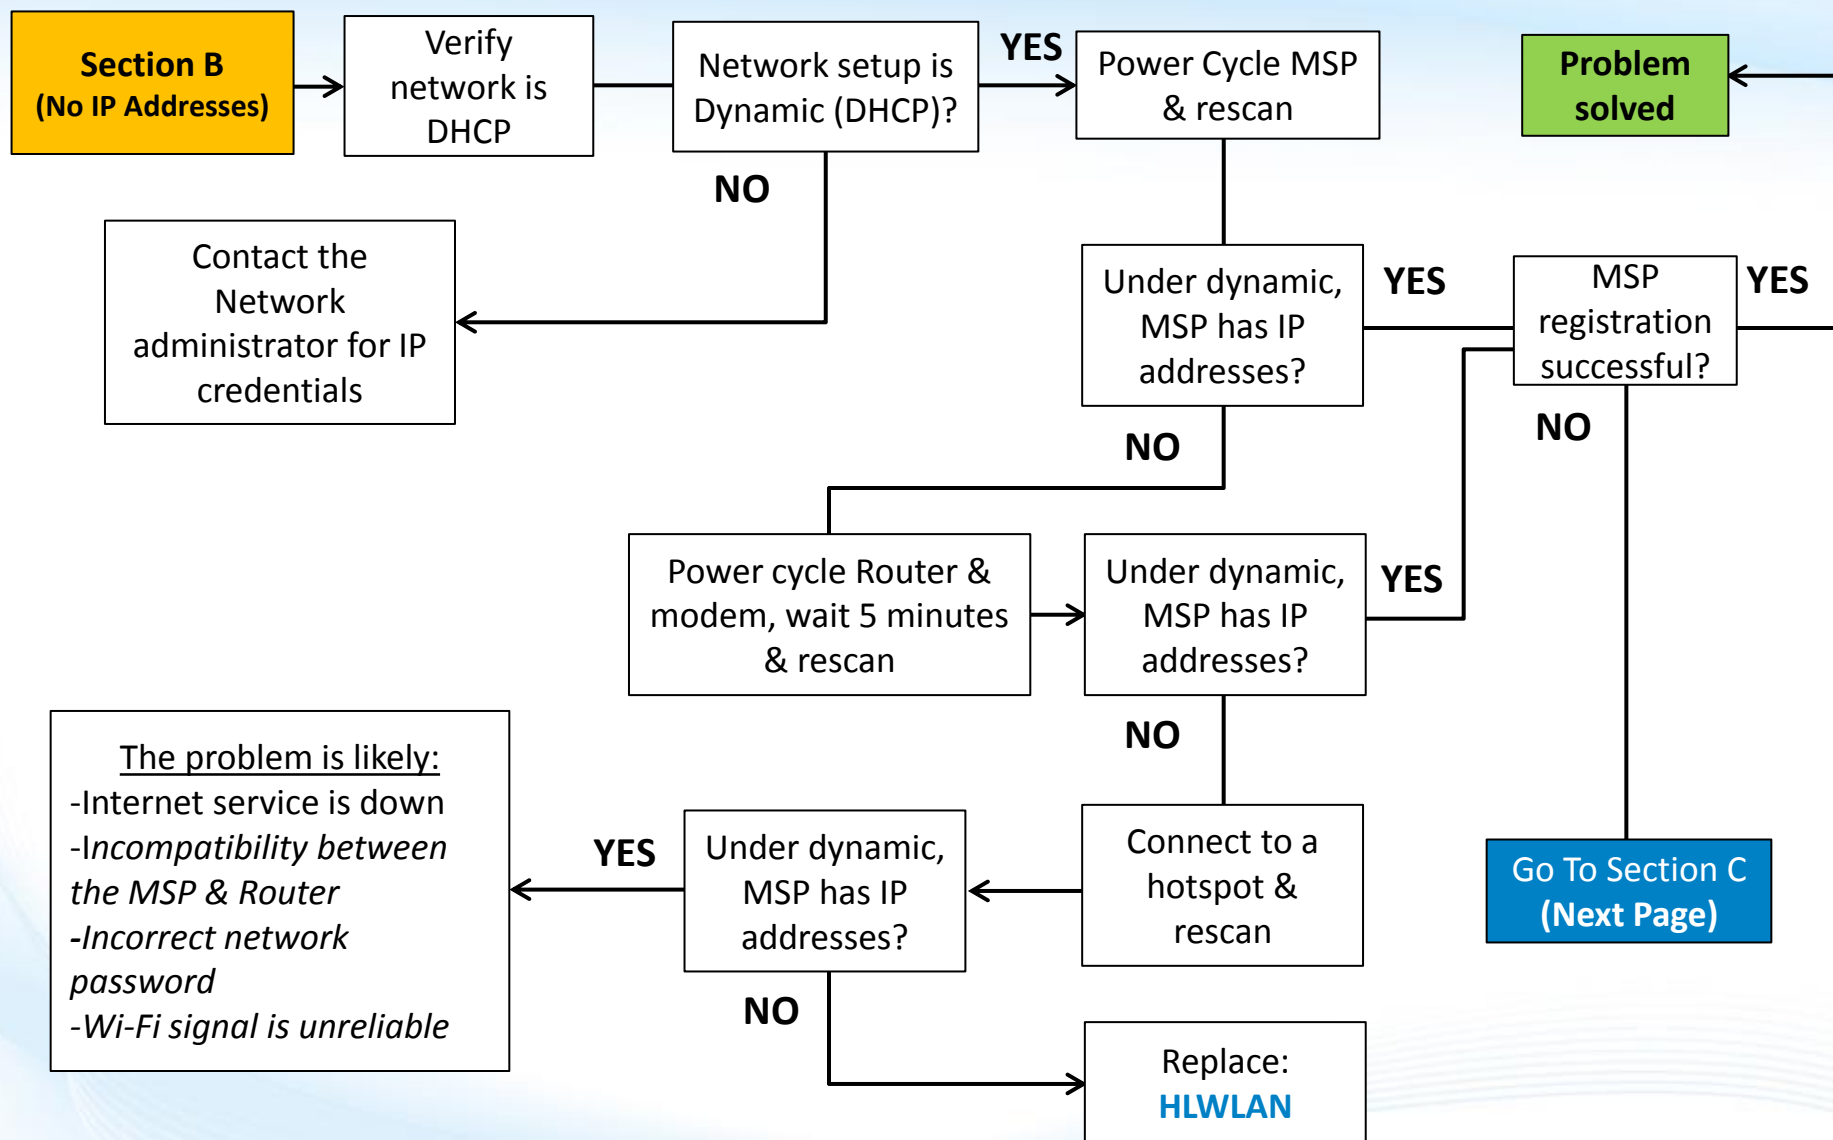 Section B
(No IP Addresses)
Verify
network is
DHCP
Network setup is
Dynamic (DHCP)?
YES
Power Cycle MSP
& rescan
Problem
solved
NO
Contact the
Network
administrator for IP
credentials
Under dynamic,
MSP has IP
addresses?
YES
MSP
registration
successful?
YES
NO
NO
Power cycle Router &
modem, wait 5 minutes
& rescan
Under dynamic,
MSP has IP
addresses?
YES
NO
The problem is likely:
-Internet service is down
-Incompatibility between
the MSP & Router
-Incorrect network
password
-Wi-Fi signal is unreliable
YES
Under dynamic,
MSP has IP
addresses?
Connect to a
hotspot &
rescan
Go To Section C
(Next Page)
NO
Replace:
HLWLAN